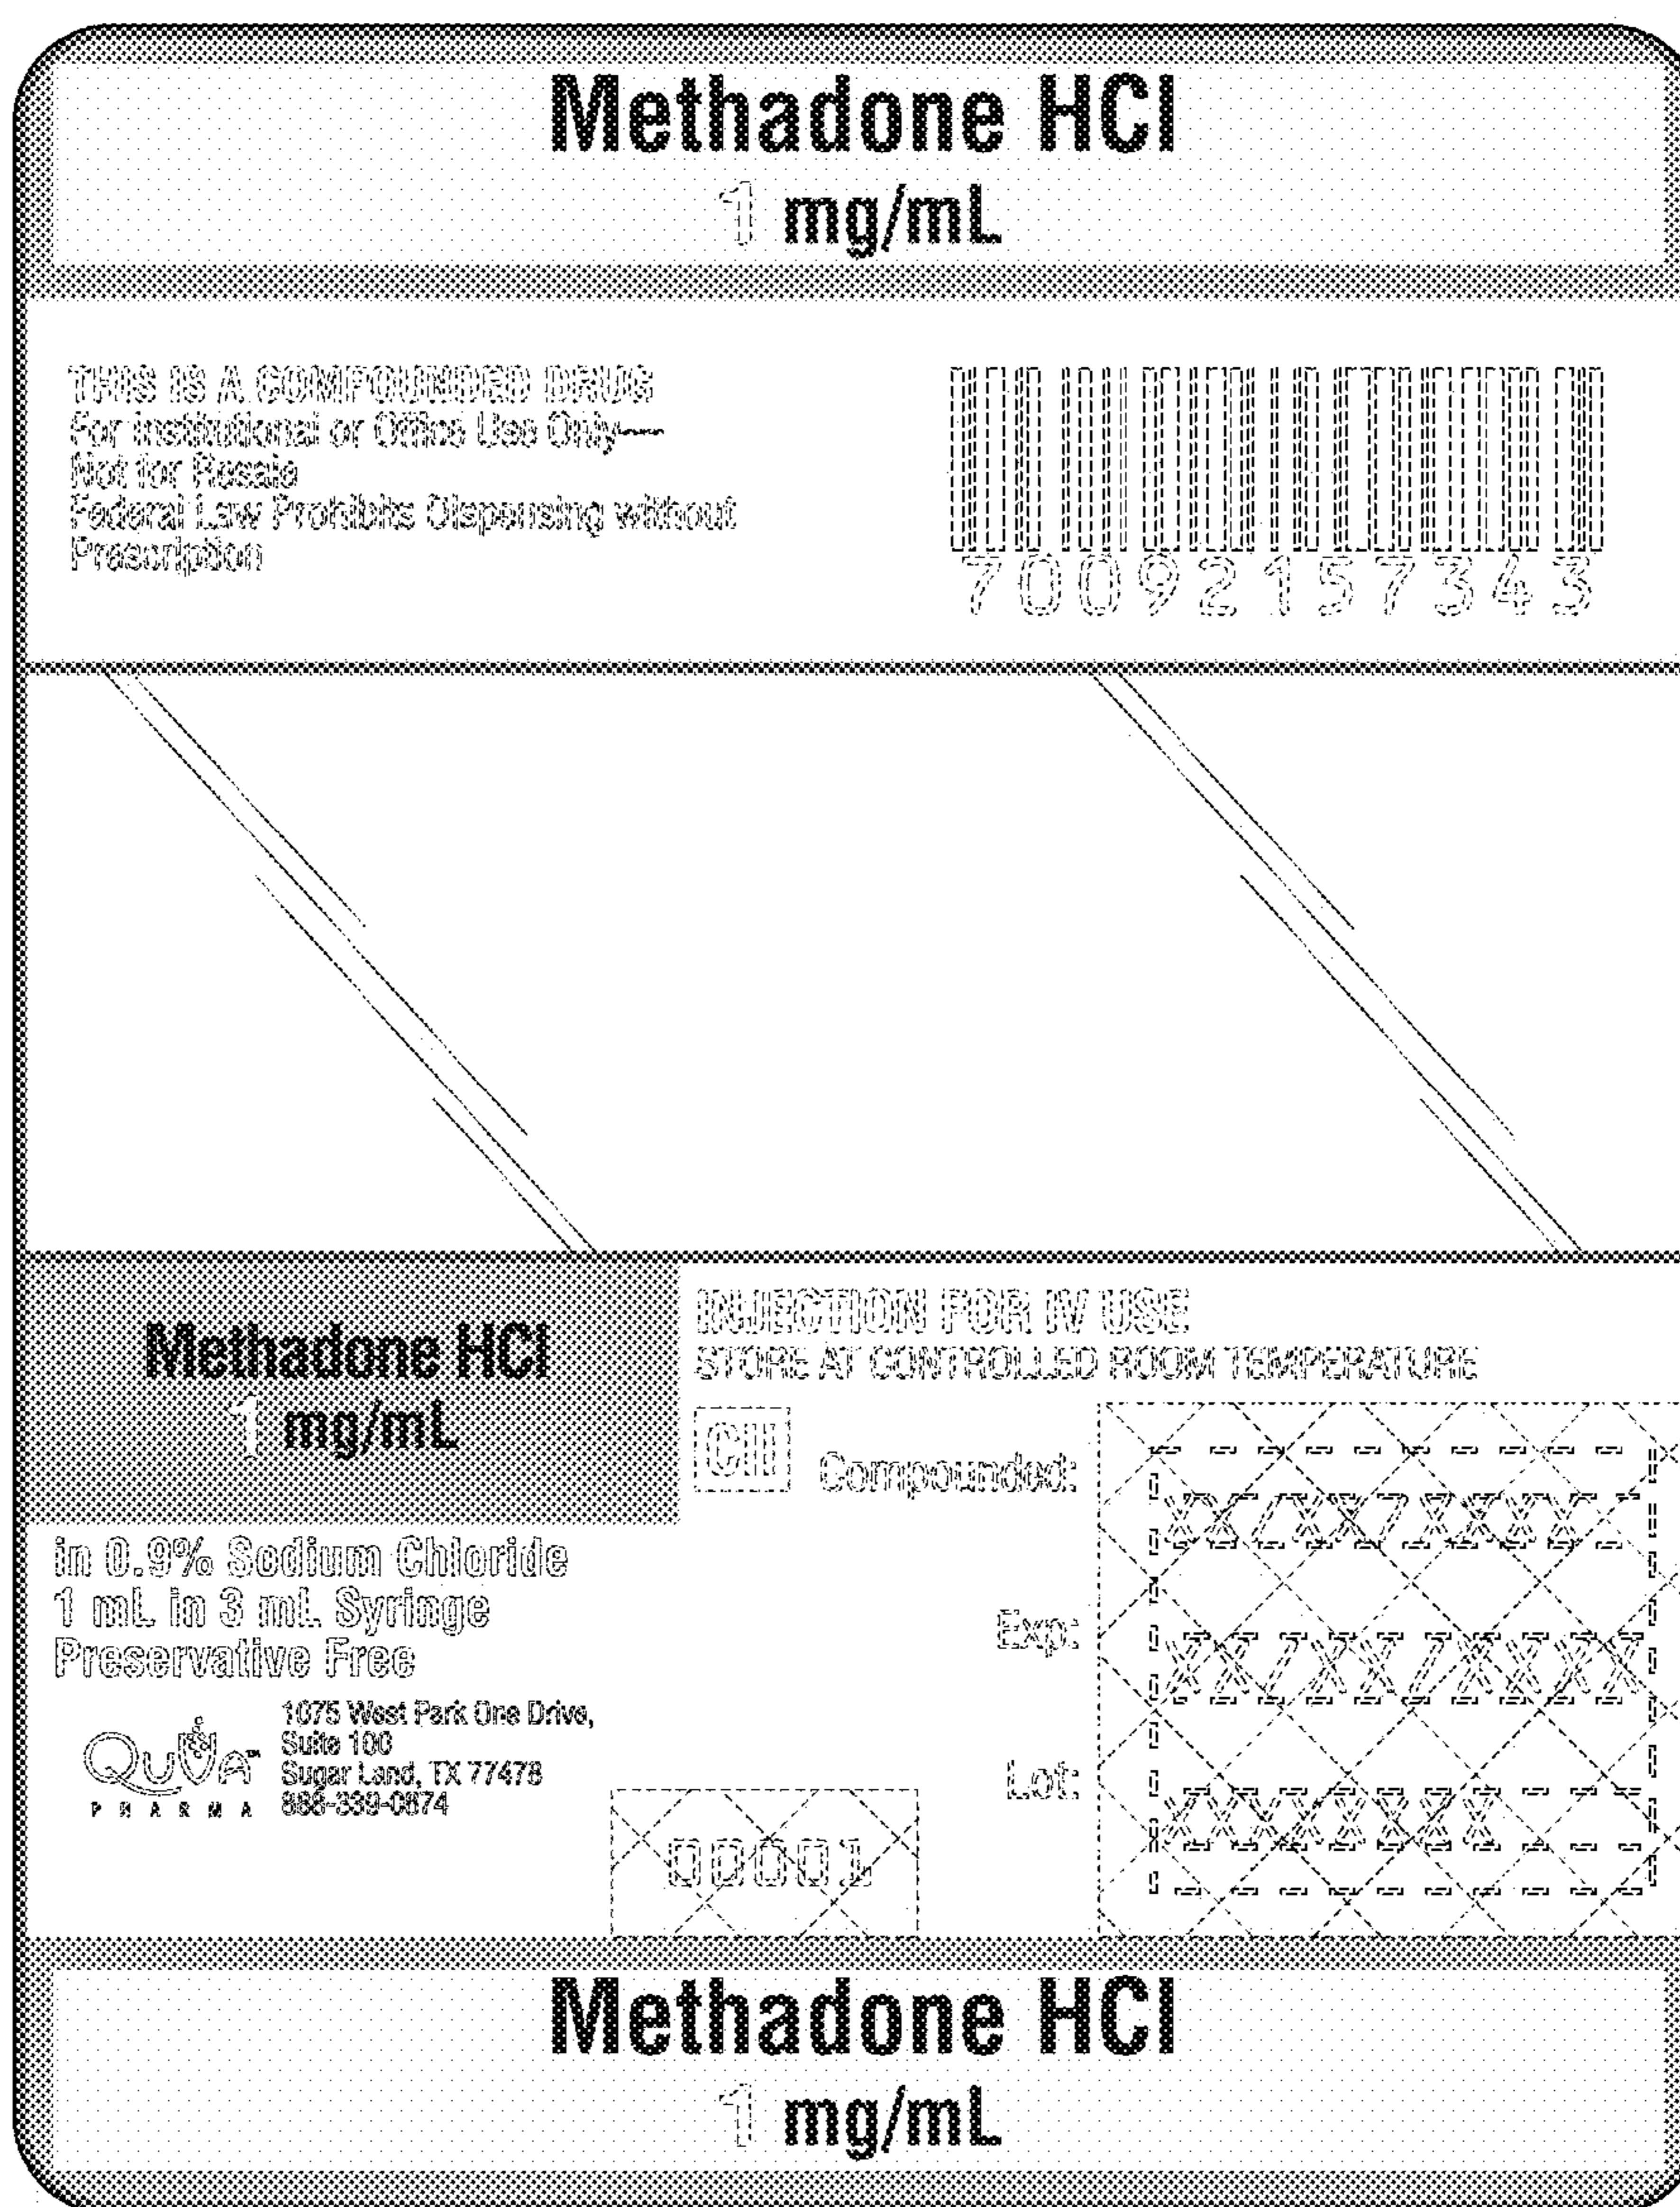 Methadone HCl
1 mg/mL
THIS IS A COMPOUNDED DRUG
For Institutional or Office Use Only—
Not for Resale
Federal Law Prohibits Dispensing without
Prescription
70092157343
Methadone HCl
1 mg/mL
INJECTION FOR IV USE
STORE AT CONTROLLED ROOM TEMPERATURE
CII
Compounded:
XX/XX/XXXX
in 0.9% Sodium Chloride
1 mL in 3 mL Syringe
Preservative Free
Exp:
XX/XX/XXXX
QuVa™
PHARMA
1075 West Park One Drive,
Suite 100
Sugar Land, TX 77478
888-339-0874
Lot:
XXXXXXXX
00001
Methadone HCl
1 mg/mL